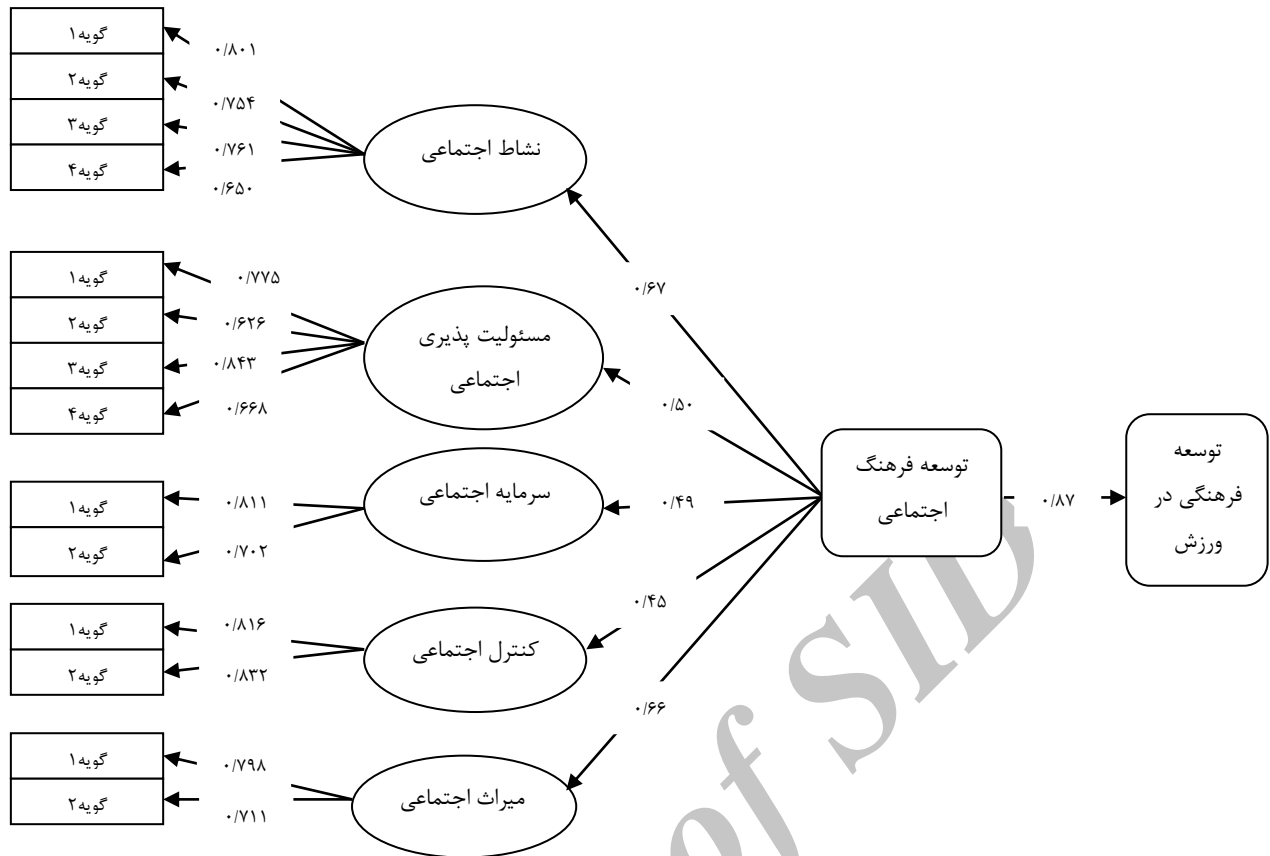 گویه۱
۰/۸۰۱
گویه۲
۰/۷۵۴
گویه۳
۰/۷۶۱
گویه۴
۰/۶۵۰
نشاط اجتماعی
۰/۶۷
گویه۱
۰/۷۷۵
گویه۲
۰/۶۲۶
گویه۳
۰/۸۴۳
گویه۴
۰/۶۶۸
مسئولیت پذیری
اجتماعی
۰/۵۰
گویه۱
۰/۸۱۱
گویه۲
۰/۷۰۲
سرمایه اجتماعی
۰/۴۹
گویه۱
۰/۸۱۶
گویه۲
۰/۸۳۲
کنترل اجتماعی
۰/۴۵
گویه۱
۰/۷۹۸
گویه۲
۰/۷۱۱
میراث اجتماعی
۰/۶۶
توسعه فرهنگ
اجتماعی
۰/۸۷
توسعه
فرهنگی در
ورزش
of SID